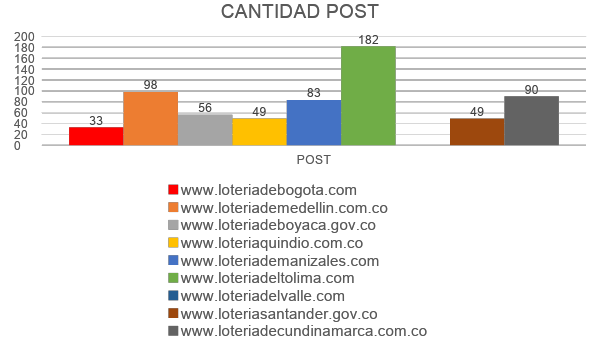 CANTIDAD POST
200
180
160
140
120
100
80
60
40
20
0
33
98
56
49
83
182
49
90
POST
www.loteriadebogota.com
www.loteriademedellin.com.co
www.loteriadeboyaca.gov.co
www.loteriaquindio.com.co
www.loteriademanizales.com
www.loteriadeltolima.com
www.loteriadelvalle.com
www.loteriasantander.gov.co
www.loteriadecundinamarca.com.co